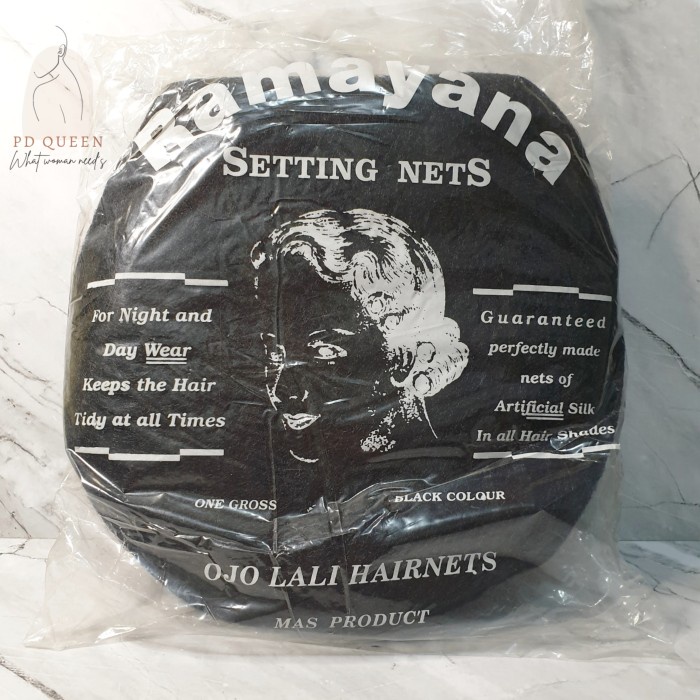 PD QUEEN
What woman need's
Ramayana
SETTING NETS
For Night and
Day Wear
Keeps the Hair
Tidy at all Times
Guaranteed
perfectly made
nets of
Artificial Silk
In all Hair Shades
ONE GROSS
BLACK COLOUR
OJO LALI HAIRNETS
MAS PRODUCT